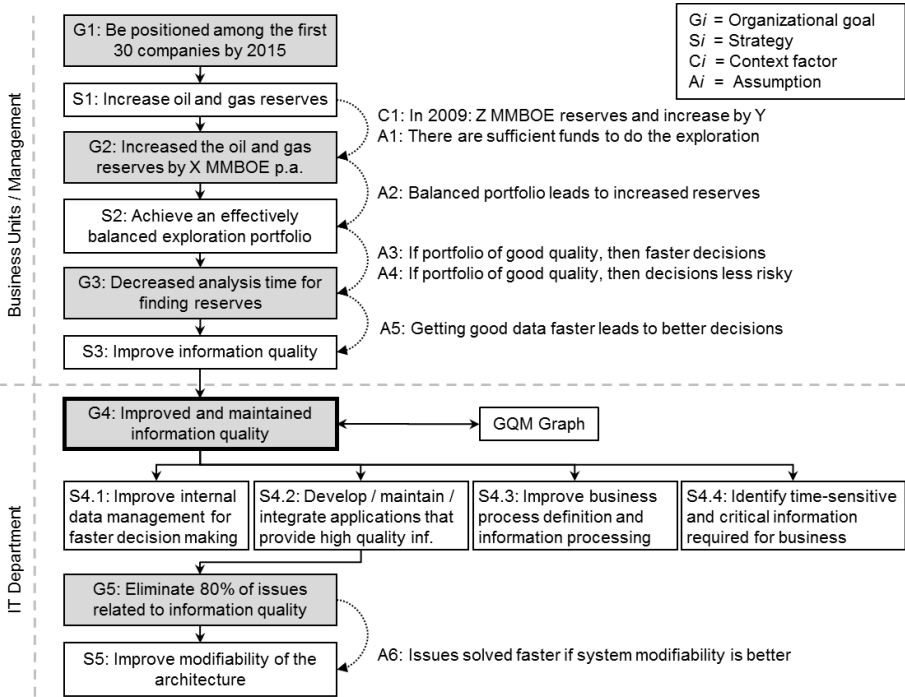 G1: Be positioned among the first
30 companies by 2015
Gi = Organizational goal
Si = Strategy
Ci = Context factor
Ai = Assumption
S1: Increase oil and gas reserves
C1: In 2009: Z MMBOE reserves and increase by Y
A1: There are sufficient funds to do the exploration
G2: Increased the oil and gas
reserves by X MMBOE p.a.
A2: Balanced portfolio leads to increased reserves
S2: Achieve an effectively
balanced exploration portfolio
A3: If portfolio of good quality, then faster decisions
A4: If portfolio of good quality, then decisions less risky
G3: Decreased analysis time for
finding reserves
A5: Getting good data faster leads to better decisions
S3: Improve information quality
Business Units / Management
G4: Improved and maintained
information quality
GQM Graph
S4.1: Improve internal
data management for
faster decision making
S4.2: Develop / maintain /
integrate applications that
provide high quality inf.
S4.3: Improve business
process definition and
information processing
S4.4: Identify time-sensitive
and critical information
required for business
G5: Eliminate 80% of issues
related to information quality
A6: Issues solved faster if system modifiability is better
S5: Improve modifiability of the
architecture
IT Department